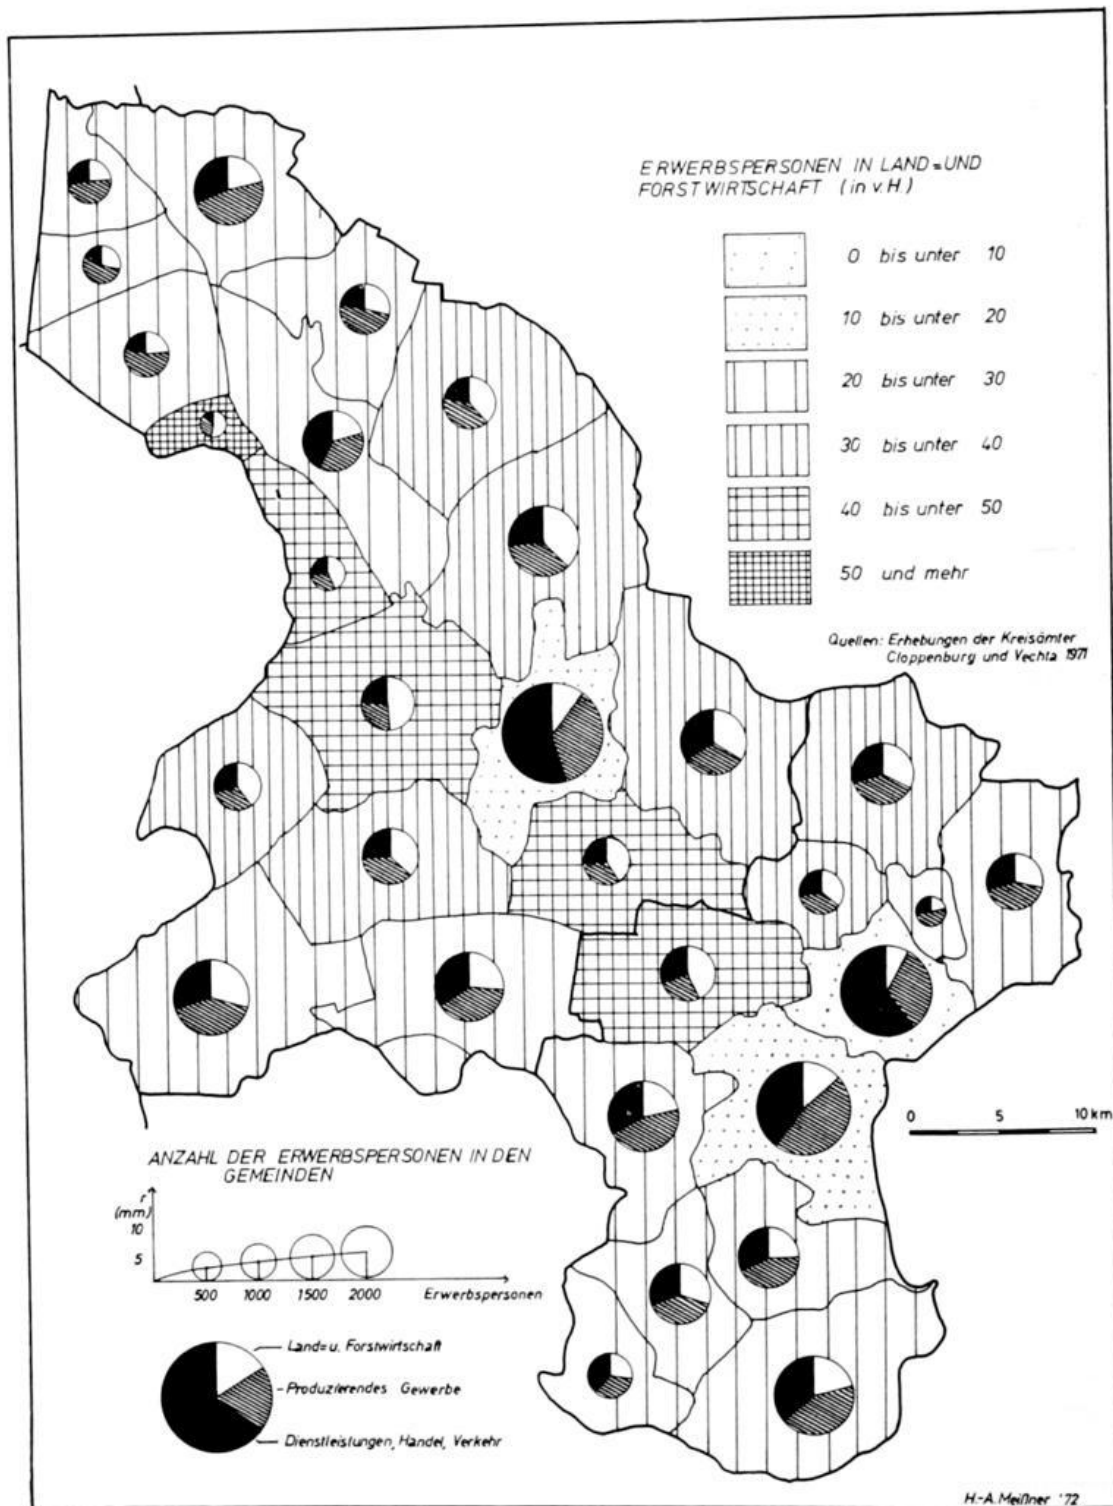 ERWERBSPERSONEN IN LAND=UND
FORSTWIRTSCHAFT (in v.H.)
0 bis unter 10
10 bis unter 20
20 bis unter 30
30 bis unter 40
40 bis unter 50
50 und mehr
Quellen: Erhebungen der Kreisämter
Cloppenburg und Vechta 1971
0 5 10 km
ANZAHL DER ERWERBSPERSONEN IN DEN
GEMEINDEN
r
(mm)
10
5
500 1000 1500 2000 Erwerbspersonen
Land=u. Forstwirtschaft
Produzierendes Gewerbe
Dienstleistungen, Handel, Verkehr
H.-A. Meißner '72